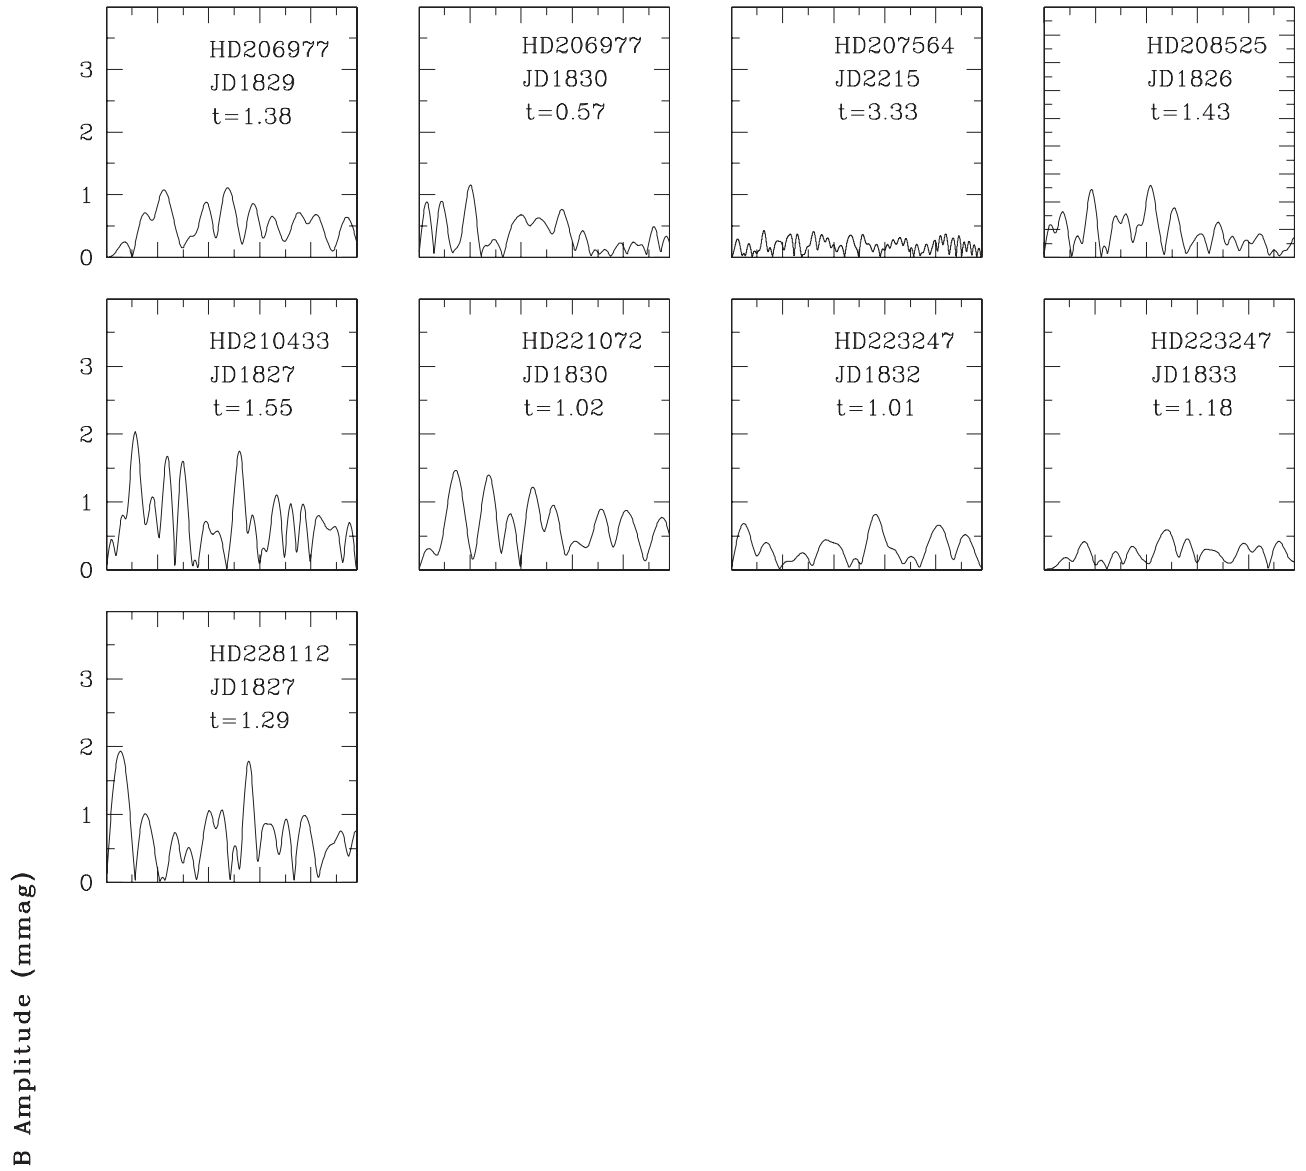 HD206977
JD1829
t=1.38
3
2
1
0
HD206977
JD1830
t=0.57
HD207564
JD2215
t=3.33
HD208525
JD1826
t=1.43
HD210433
JD1827
t=1.55
3
2
1
0
HD221072
JD1830
t=1.02
HD223247
JD1832
t=1.01
HD223247
JD1833
t=1.18
HD228112
JD1827
t=1.29
3
2
1
0
B Amplitude (mmag)